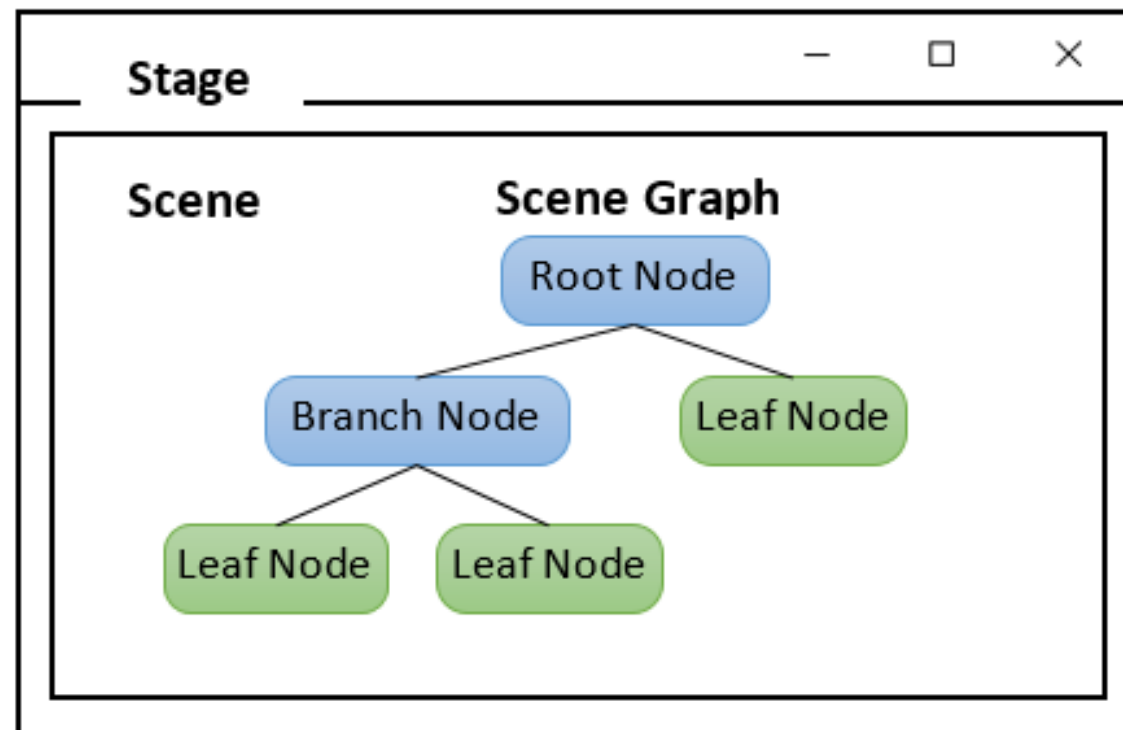 Stage
Scene
Scene Graph
Root Node
Branch Node
Leaf Node
Leaf Node
Leaf Node